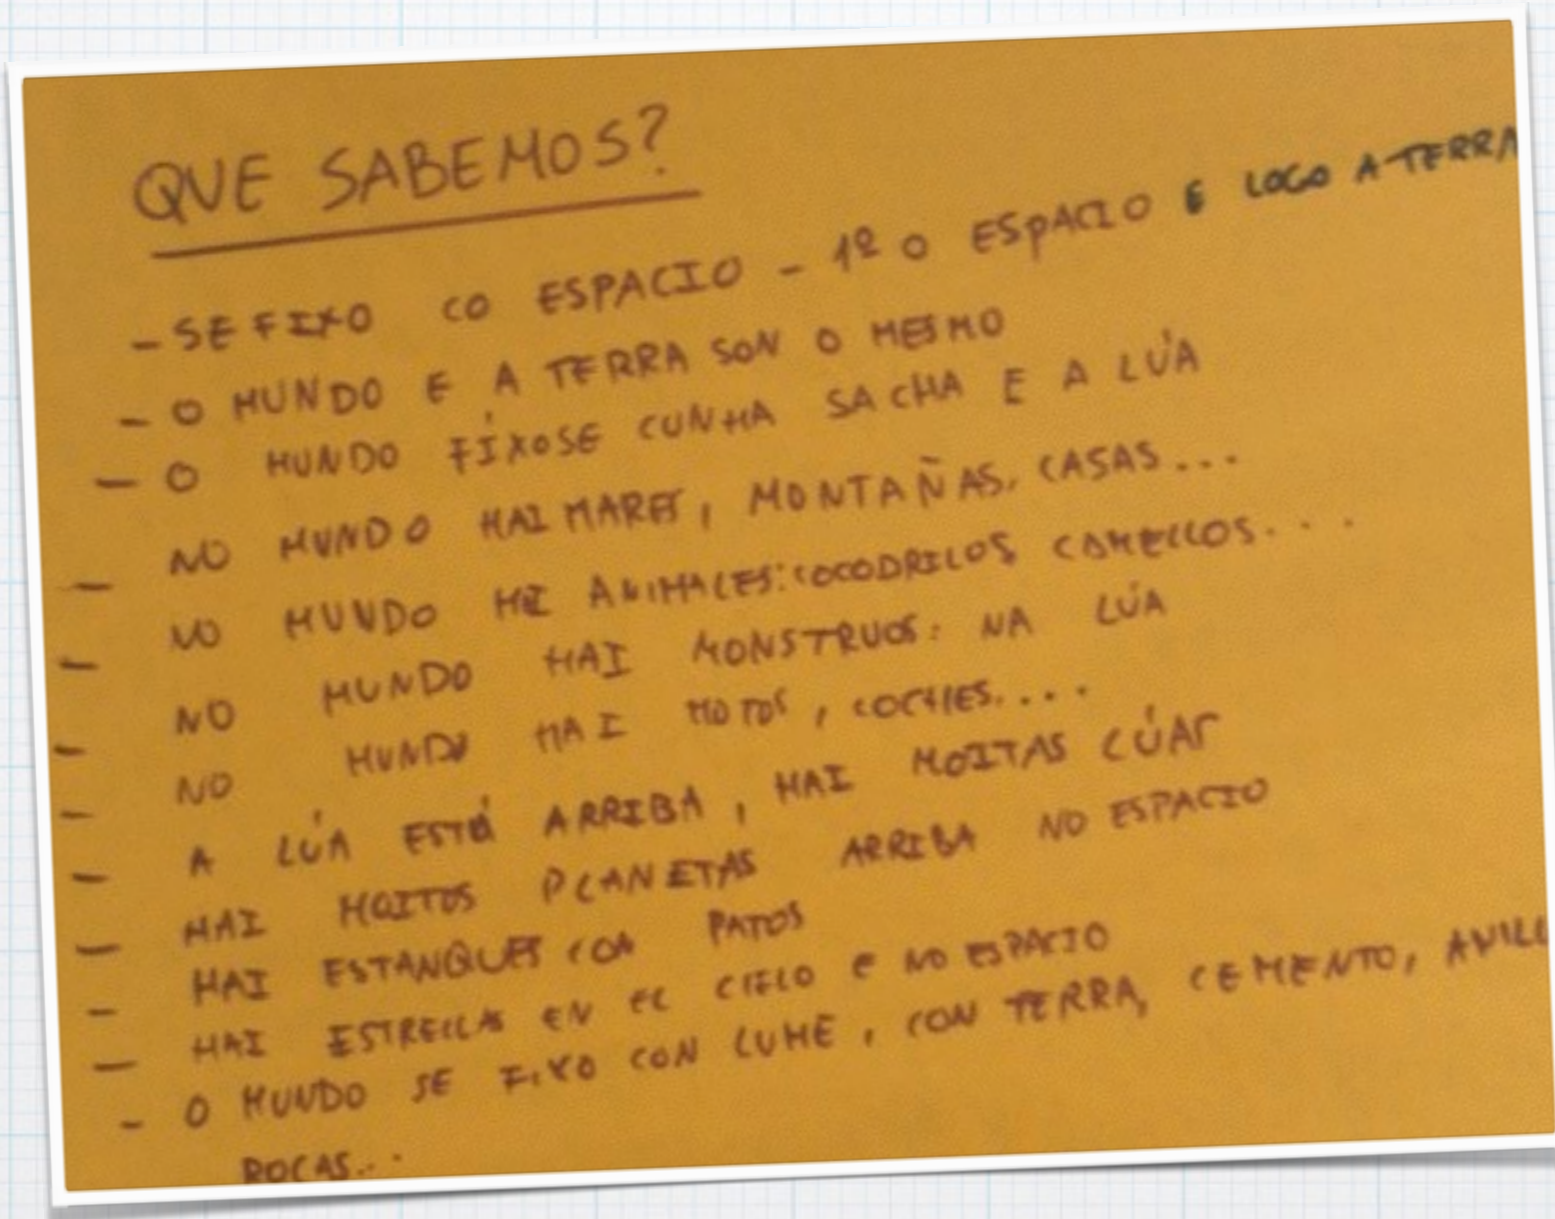 QUE SABEMOS?
- SE FIXO CO ESPACIO - 1º O ESPACIO E LOGO A TERRA
- O MUNDO E A TERRA SON O MESMO
- O MUNDO FÍXOSE CUNHA SACHA E A LÚA
- NO MUNDO HAI MARES, MONTAÑAS, CASAS...
- NO MUNDO HAI ANIMALES: COCODRILOS CAMELLOS....
- NO MUNDO HAI MONSTRUOS: NA LÚA
- NO MUNDO HAI MOTOS, COCHES....
- A LÚA ESTÁ ARRIBA, HAI MOITAS LÚAS
- HAI MOITOS PLANETAS ARRIBA NO ESPACIO
- HAI ESTANQUES CON PATOS
- HAI ESTRELLAS EN EL CIELO E NO ESPACIO
- O MUNDO SE FIXO CON LUME, CON TERRA, CEMENTO,
ROCAS...